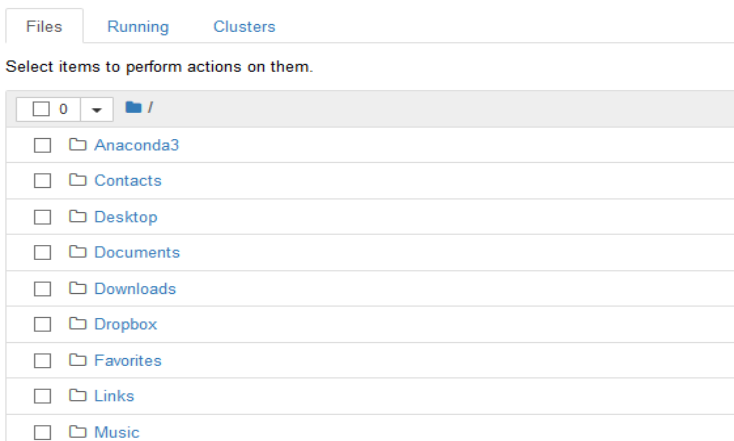 Files Running Clusters
Select items to perform actions on them.
0 /
Anaconda3
Contacts
Desktop
Documents
Downloads
Dropbox
Favorites
Links
Music